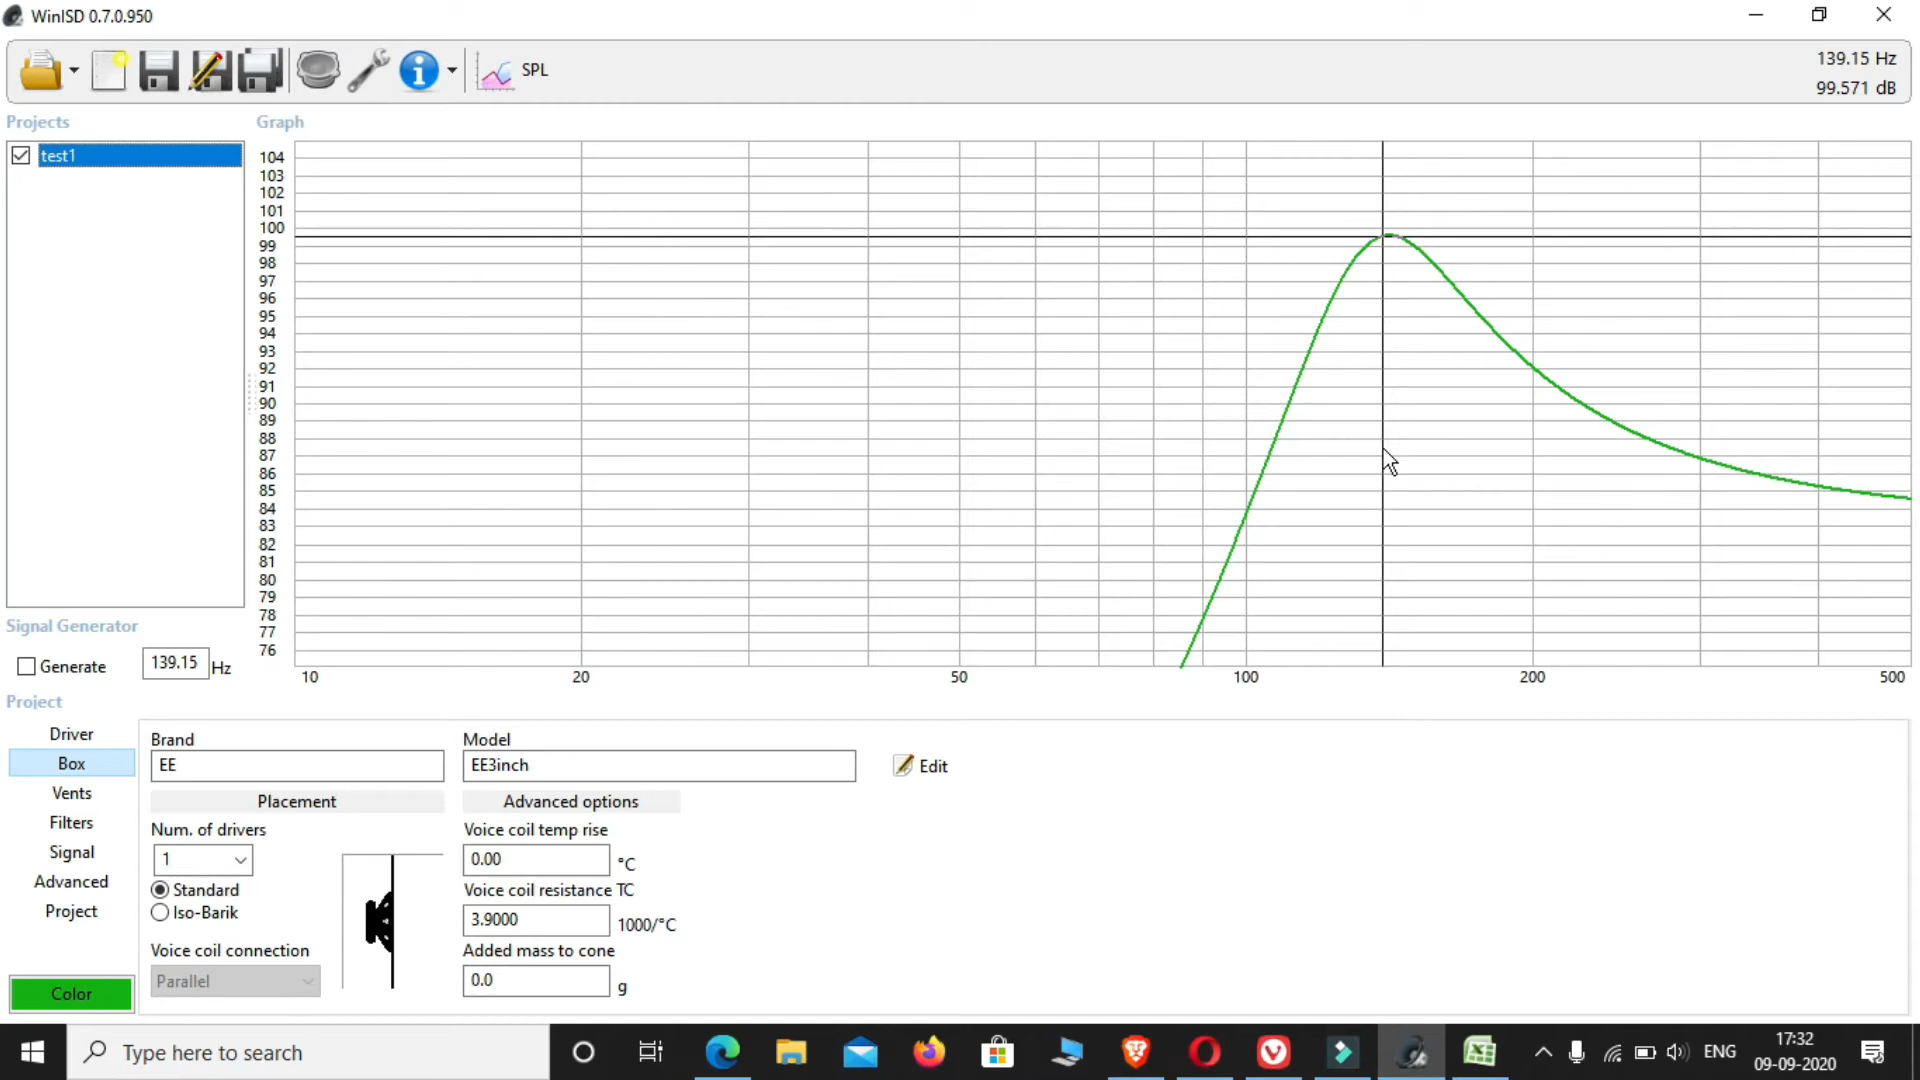 WinISD 0.7.0.950
SPL
139.15 Hz
99.571 dB
Projects
Graph
test1
104
103
102
101
100
99
98
97
96
95
94
93
92
91
90
89
88
87
86
85
84
83
82
81
80
79
78
77
76
10 20 50 100 200 500
Signal Generator
Generate 139.15 Hz
Project
Driver
Box
Vents
Filters
Signal
Advanced
Project
Color
Brand
EE
Model
EE3inch
Edit
Placement
Advanced options
Num. of drivers
1
Standard
Iso-Barik
Voice coil connection
Parallel
Voice coil temp rise
0.00 °C
Voice coil resistance TC
3.9000 1000/°C
Added mass to cone
0.0 g
Type here to search
ENG
17:32
09-09-2020